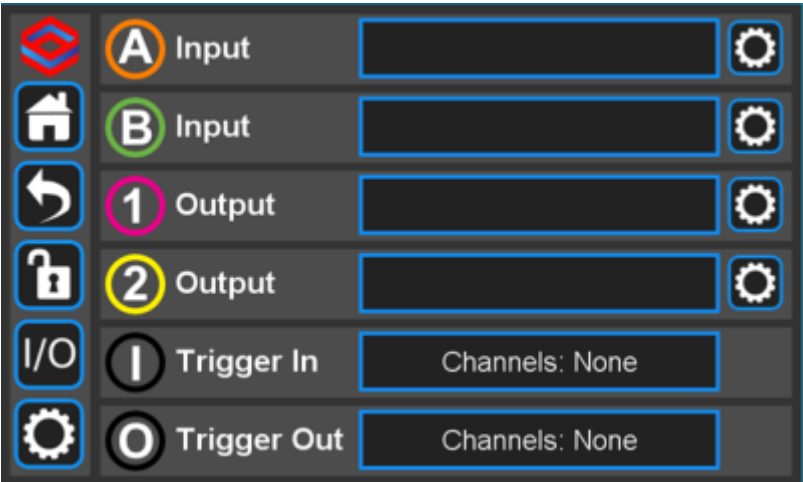 A Input
B Input
1 Output
2 Output
I/O
I Trigger In Channels: None
O Trigger Out Channels: None